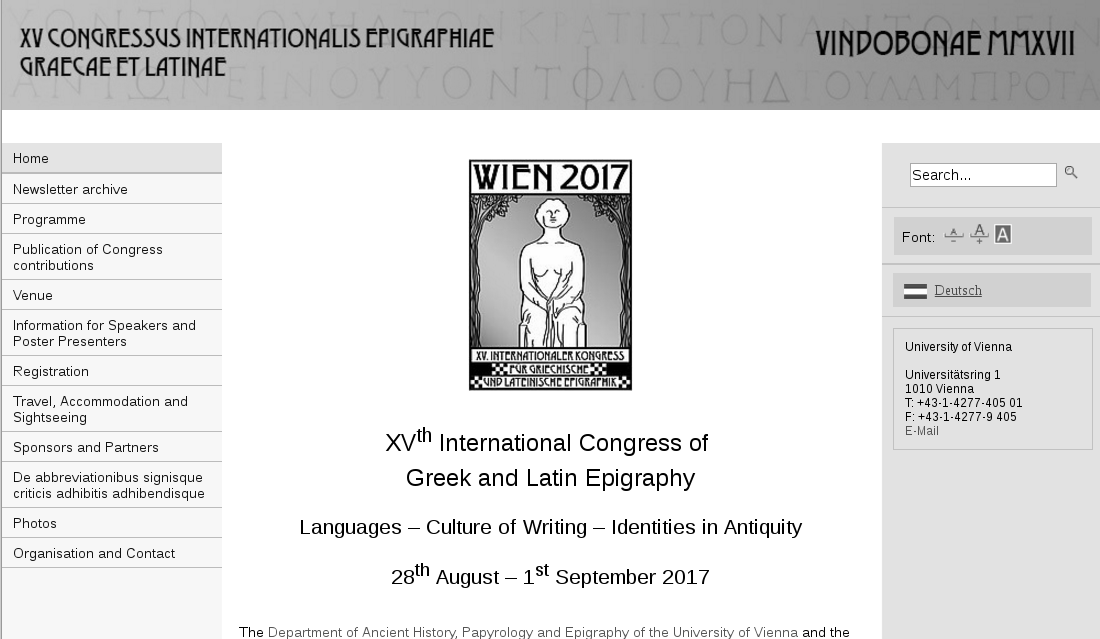 XV CONGRESSUS INTERNATIONALIS EPIGRAPHIAE
GRAECAE ET LATINAE
VINDOBONAE MMXVII
Home
Newsletter archive
Programme
Publication of Congress
contributions
Venue
Information for Speakers and
Poster Presenters
Registration
Travel, Accommodation and
Sightseeing
Sponsors and Partners
De abbreviationibus signisque
criticis adhibitis adhibendisque
Photos
Organisation and Contact
WIEN 2017
XV. INTERNATIONALER KONGRESS
FÜR GRIECHISCHE
UND LATEINISCHE EPIGRAPHIK
XVth International Congress of
Greek and Latin Epigraphy
Languages – Culture of Writing – Identities in Antiquity
28th August – 1st September 2017
The Department of Ancient History, Papyrology and Epigraphy of the University of Vienna and the
Search...
Font: A A A
Deutsch
University of Vienna
Universitätsring 1
1010 Vienna
T: +43-1-4277-405 01
F: +43-1-4277-9 405
E-Mail